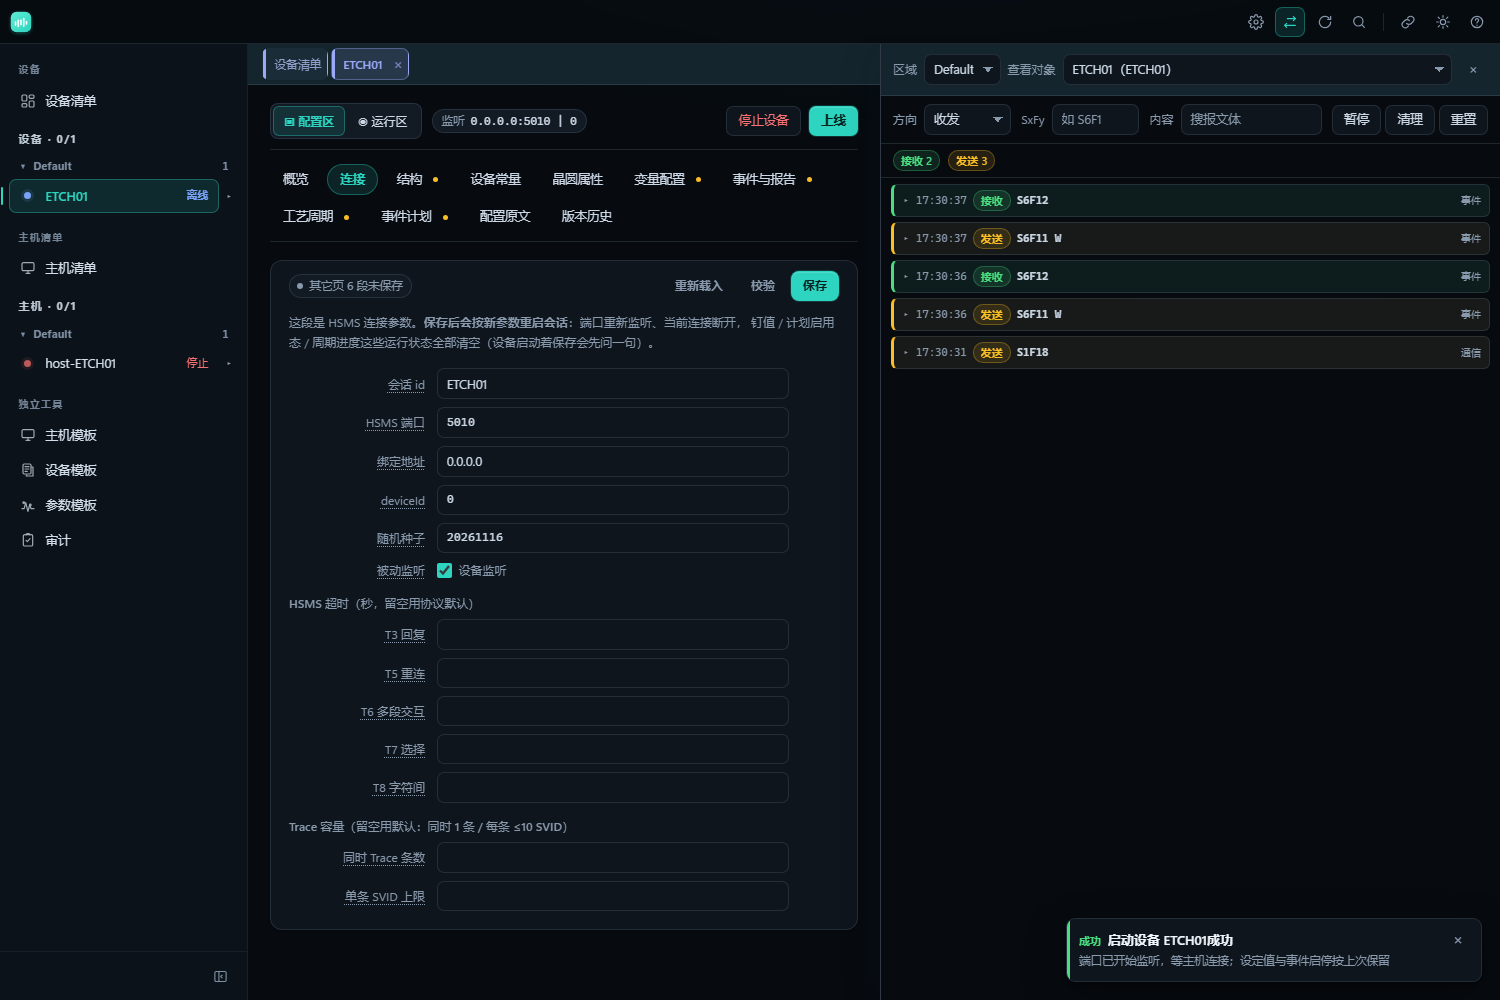 设备
设备清单
设备 · 0/1
Default 1
ETCH01 离线
主机清单
主机清单
主机 · 0/1
Default 1
host-ETCH01 停止
独立工具
主机模板
设备模板
参数模板
审计
设备清单 ETCH01 ×
配置区 运行区 监听 0.0.0.0:5010 | 0 停止设备 上线
概览 连接 结构 设备常量 晶圆属性 变量配置 事件与报告
工艺周期 事件计划 配置原文 版本历史
其它页 6 段未保存 重新载入 校验 保存
这段是 HSMS 连接参数。保存后会按新参数重启会话：端口重新监听、当前连接断开， 钉值 / 计划启用
态 / 周期进度这些运行状态全部清空（设备启动着保存会先问一句）。
会话 id ETCH01
HSMS 端口 5010
绑定地址 0.0.0.0
deviceId 0
随机种子 20261116
被动监听 设备监听
HSMS 超时（秒，留空用协议默认）
T3 回复
T5 重连
T6 多段交互
T7 选择
T8 字符间
Trace 容量（留空用默认：同时 1 条 / 每条 ≤10 SVID）
同时 Trace 条数
单条 SVID 上限
区域 Default 查看对象 ETCH01（ETCH01） ×
方向 收发 SxFy 如 S6F1 内容 搜报文体 暂停 清理 重置
接收 2 发送 3
17:30:37 接收 S6F12 事件
17:30:37 发送 S6F11 W 事件
17:30:36 接收 S6F12 事件
17:30:36 发送 S6F11 W 事件
17:30:31 发送 S1F18 通信
成功 启动设备 ETCH01成功 ×
端口已开始监听，等主机连接；设定值与事件启停按上次保留